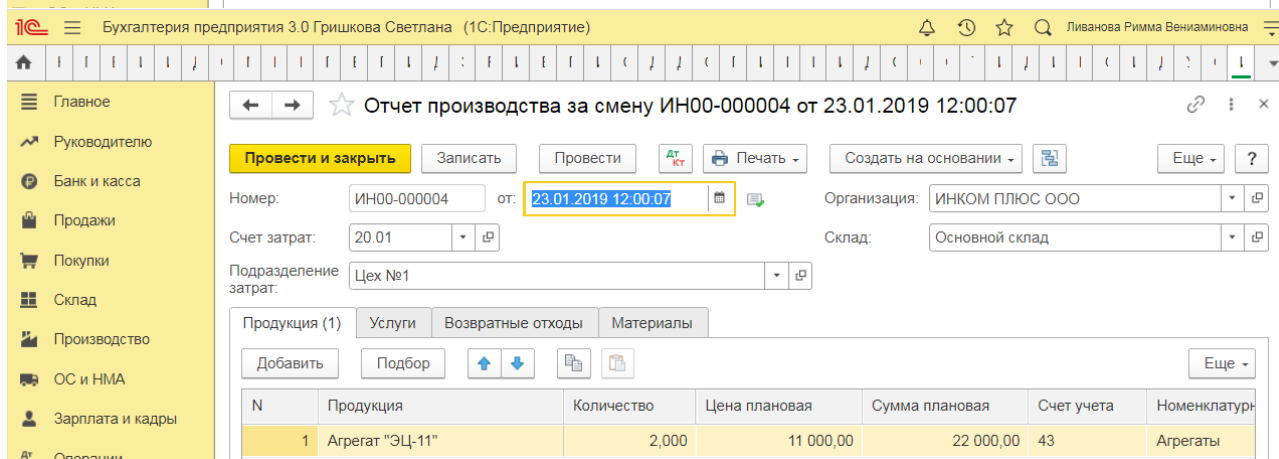 1С Бухгалтерия предприятия 3.0 Гришкова Светлана (1С:Предприятие) Ливанова Римма Вениаминовна
Главное
Руководителю
Банк и касса
Продажи
Покупки
Склад
Производство
ОС и НМА
Зарплата и кадры
Операции
Отчет производства за смену ИН00-000004 от 23.01.2019 12:00:07
Провести и закрыть Записать Провести Дт Кт Печать Создать на основании Еще ?
Номер: ИН00-000004 от: 23.01.2019 12:00:07 Организация: ИНКОМ ПЛЮС ООО
Счет затрат: 20.01 Склад: Основной склад
Подразделение затрат: Цех №1
Продукция (1) Услуги Возвратные отходы Материалы
Добавить Подбор Еще
N Продукция Количество Цена плановая Сумма плановая Счет учета Номенклатурн
1 Агрегат "ЭЦ-11" 2,000 11 000,00 22 000,00 43 Агрегаты